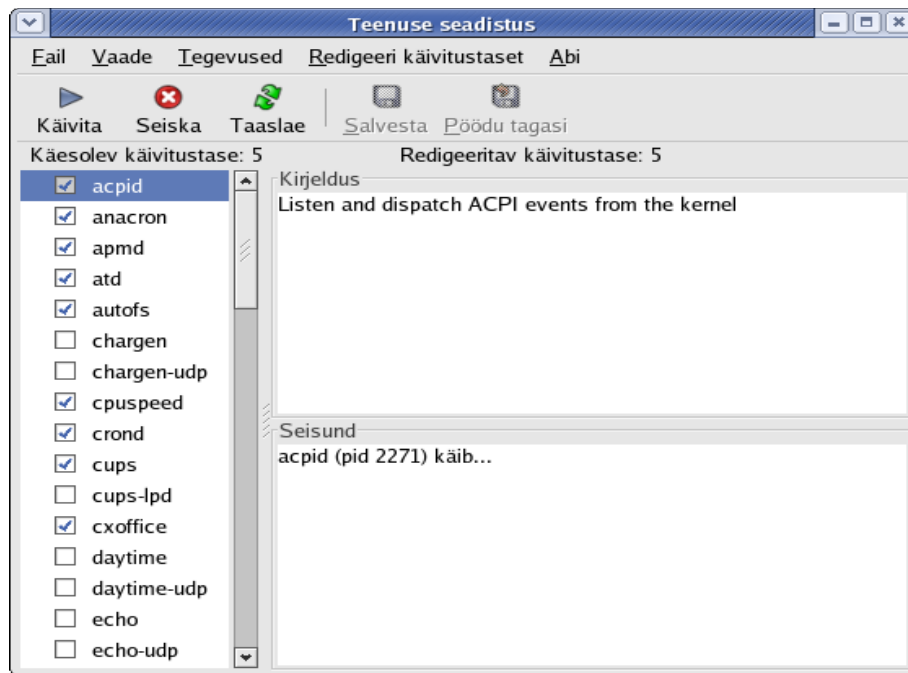 Teenuse seadistus
Fail Vaade Tegevused Redigeeri käivitustaset Abi
Käivita Seiska Taaslae Salvesta Pöödu tagasi
Käesolev käivitustase: 5 Redigeeritav käivitustase: 5
acpid
anacron
apmd
atd
autofs
chargen
chargen-udp
cpuspeed
crond
cups
cups-lpd
cxoffice
daytime
daytime-udp
echo
echo-udp
Kirjeldus
Listen and dispatch ACPI events from the kernel
Seisund
acpid (pid 2271) käib...